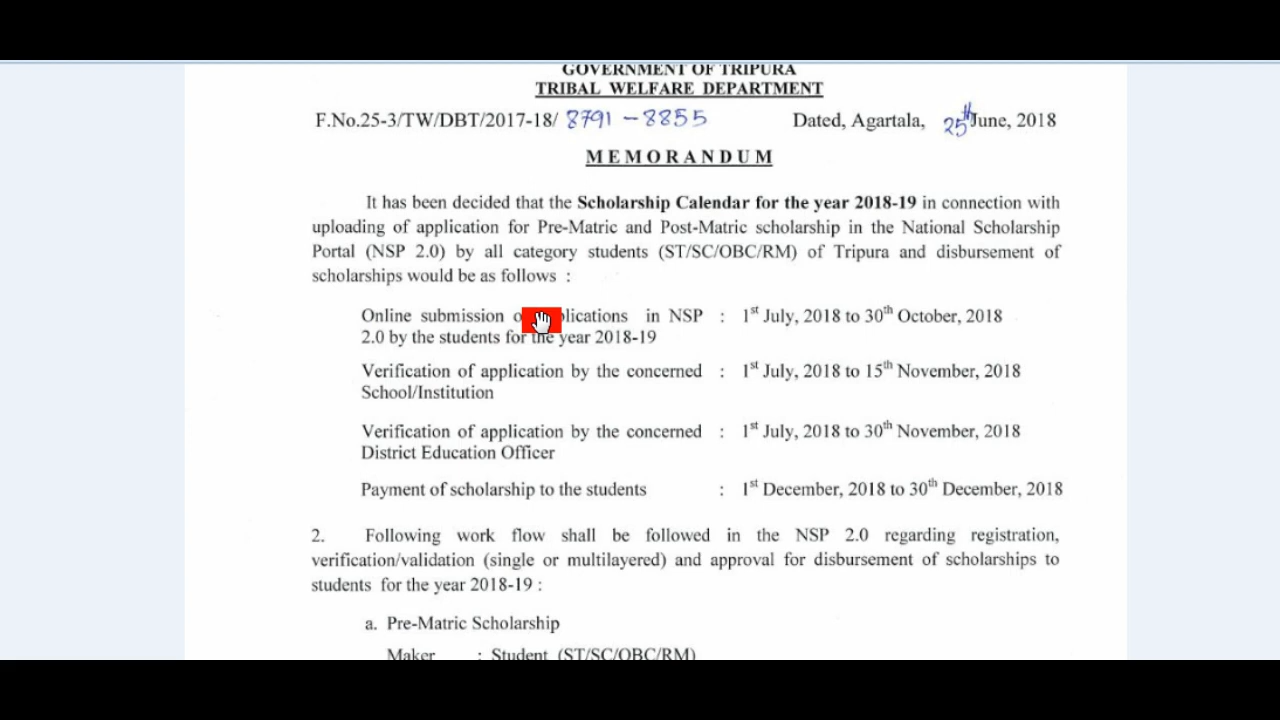 GOVERNMENT OF TRIPURA
TRIBAL WELFARE DEPARTMENT
F.No.25-3/TW/DBT/2017-18/ 8791 - 8855 Dated, Agartala, 25th June, 2018
MEMORANDUM
It has been decided that the Scholarship Calendar for the year 2018-19 in connection with
uploading of application for Pre-Matric and Post-Matric scholarship in the National Scholarship
Portal (NSP 2.0) by all category students (ST/SC/OBC/RM) of Tripura and disbursement of
scholarships would be as follows :
Online submission in NSP : 1st July, 2018 to 30th October, 2018
2.0 by the students for the year 2018-19
Verification of application by the concerned : 1st July, 2018 to 15th November, 2018
School/Institution
Verification of application by the concerned : 1st July, 2018 to 30th November, 2018
District Education Officer
Payment of scholarship to the students : 1st December, 2018 to 30th December, 2018
2. Following work flow shall be followed in the NSP 2.0 regarding registration,
verification/validation (single or multilayered) and approval for disbursement of scholarships to
students for the year 2018-19 :
a. Pre-Matric Scholarship
Maker : Student (ST/SC/OBC/RM)